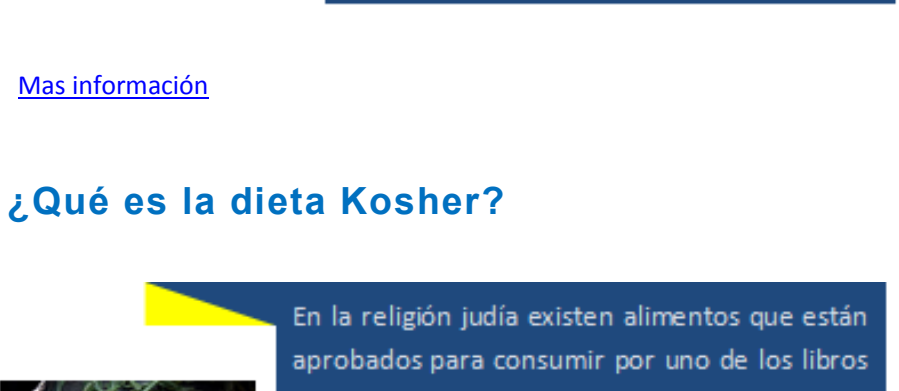 Mas información
¿Qué es la dieta Kosher?
En la religión judía existen alimentos que están
aprobados para consumir por uno de los libros